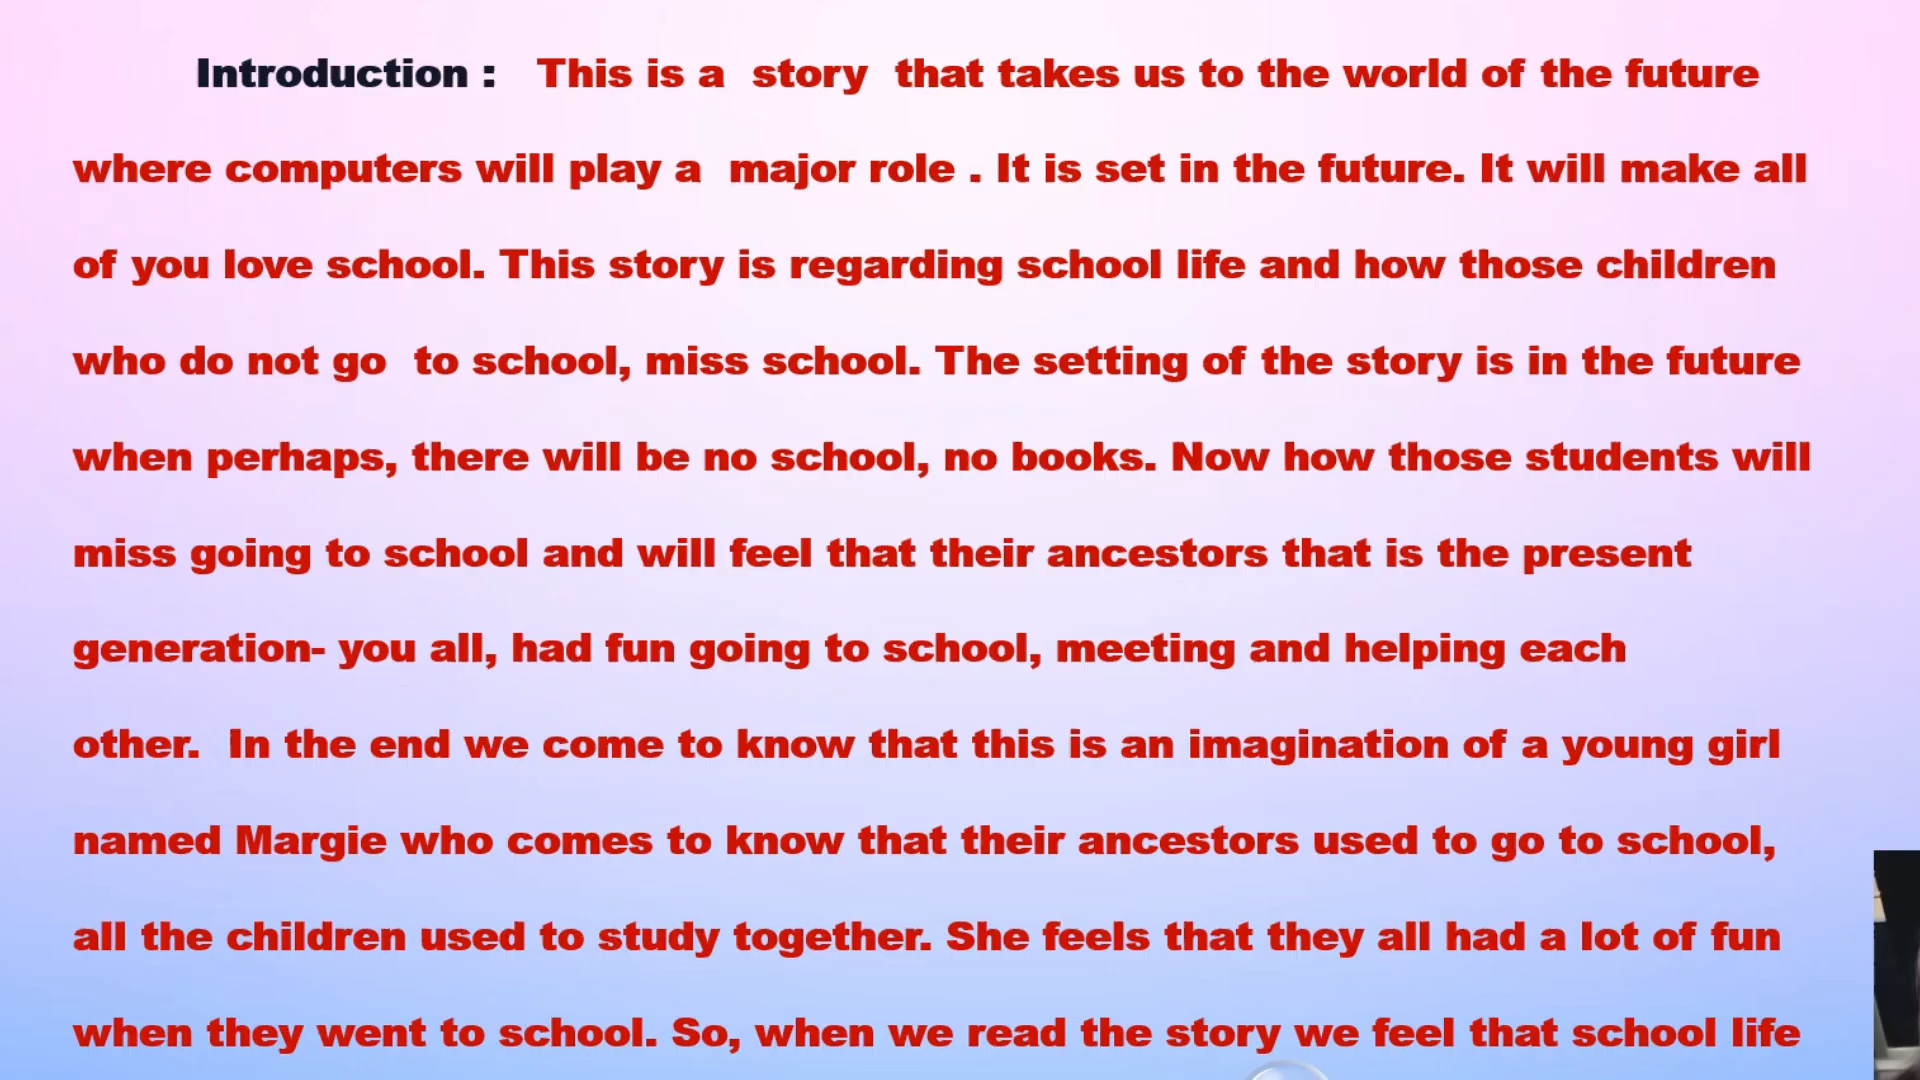 Introduction : This is a story that takes us to the world of the future
where computers will play a major role . It is set in the future. It will make all
of you love school. This story is regarding school life and how those children
who do not go to school, miss school. The setting of the story is in the future
when perhaps, there will be no school, no books. Now how those students will
miss going to school and will feel that their ancestors that is the present
generation- you all, had fun going to school, meeting and helping each
other. In the end we come to know that this is an imagination of a young girl
named Margie who comes to know that their ancestors used to go to school,
all the children used to study together. She feels that they all had a lot of fun
when they went to school. So, when we read the story we feel that school life